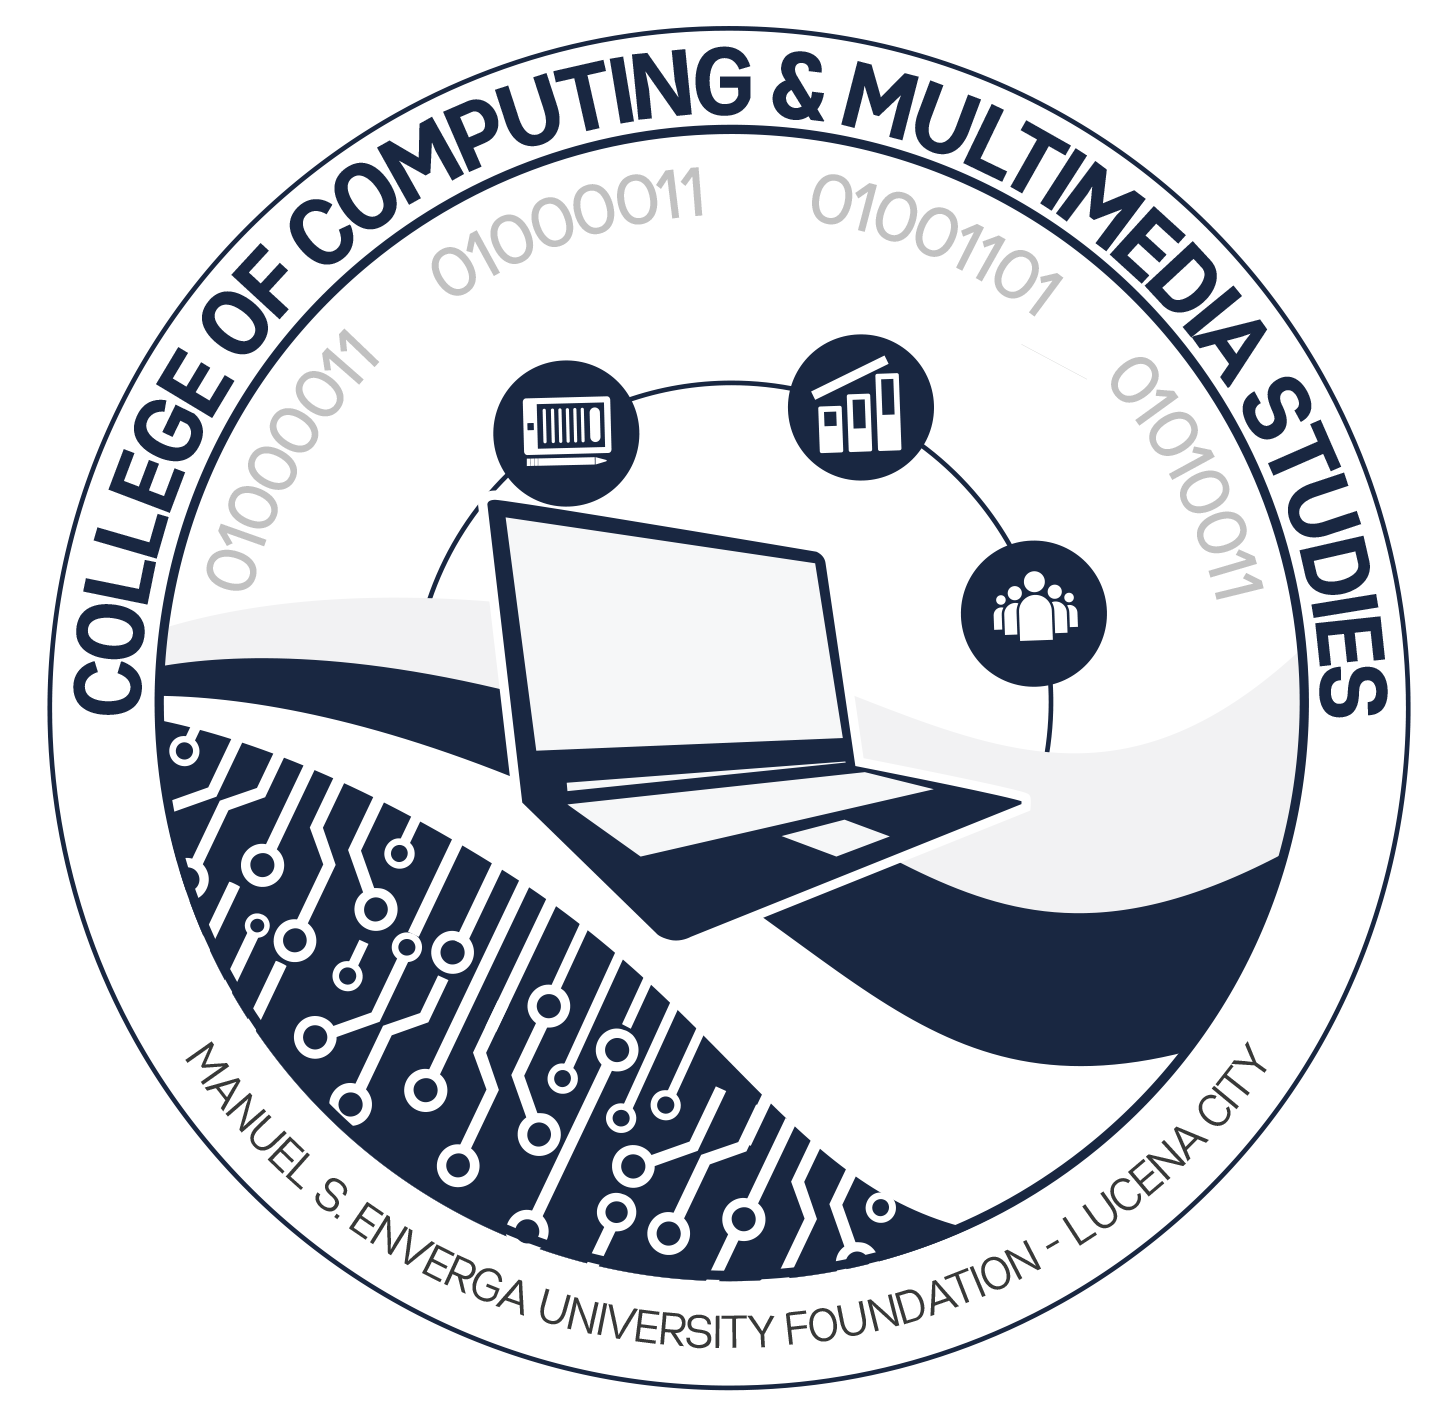 COLLEGE OF COMPUTING & MULTIMEDIA STUDIES
01000011
01000011
01001101
01010011
MANUEL S. ENVERGA UNIVERSITY FOUNDATION - LUCENA CITY